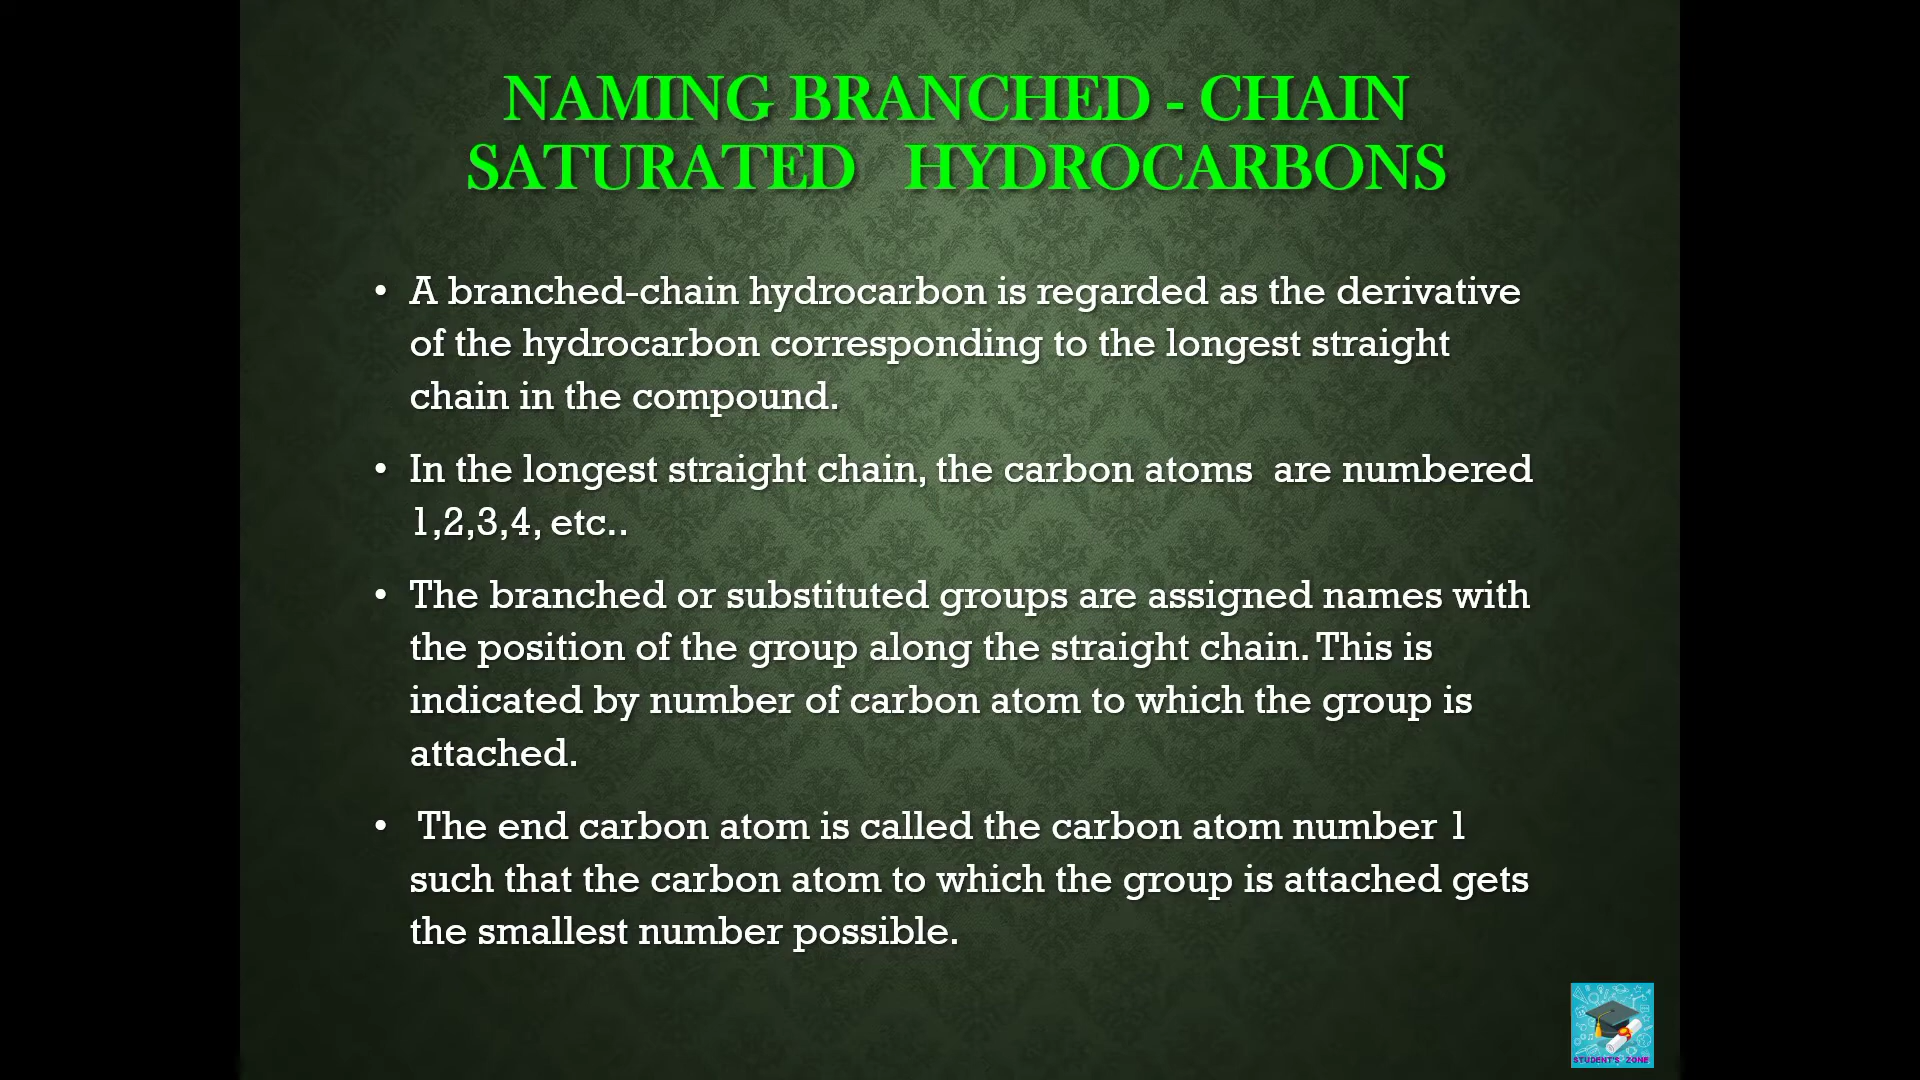 NAMING BRANCHED - CHAIN
SATURATED HYDROCARBONS
• A branched-chain hydrocarbon is regarded as the derivative
of the hydrocarbon corresponding to the longest straight
chain in the compound.
• In the longest straight chain, the carbon atoms are numbered
1,2,3,4, etc..
• The branched or substituted groups are assigned names with
the position of the group along the straight chain. This is
indicated by number of carbon atom to which the group is
attached.
• The end carbon atom is called the carbon atom number 1
such that the carbon atom to which the group is attached gets
the smallest number possible.
STUDENT'S ZONE